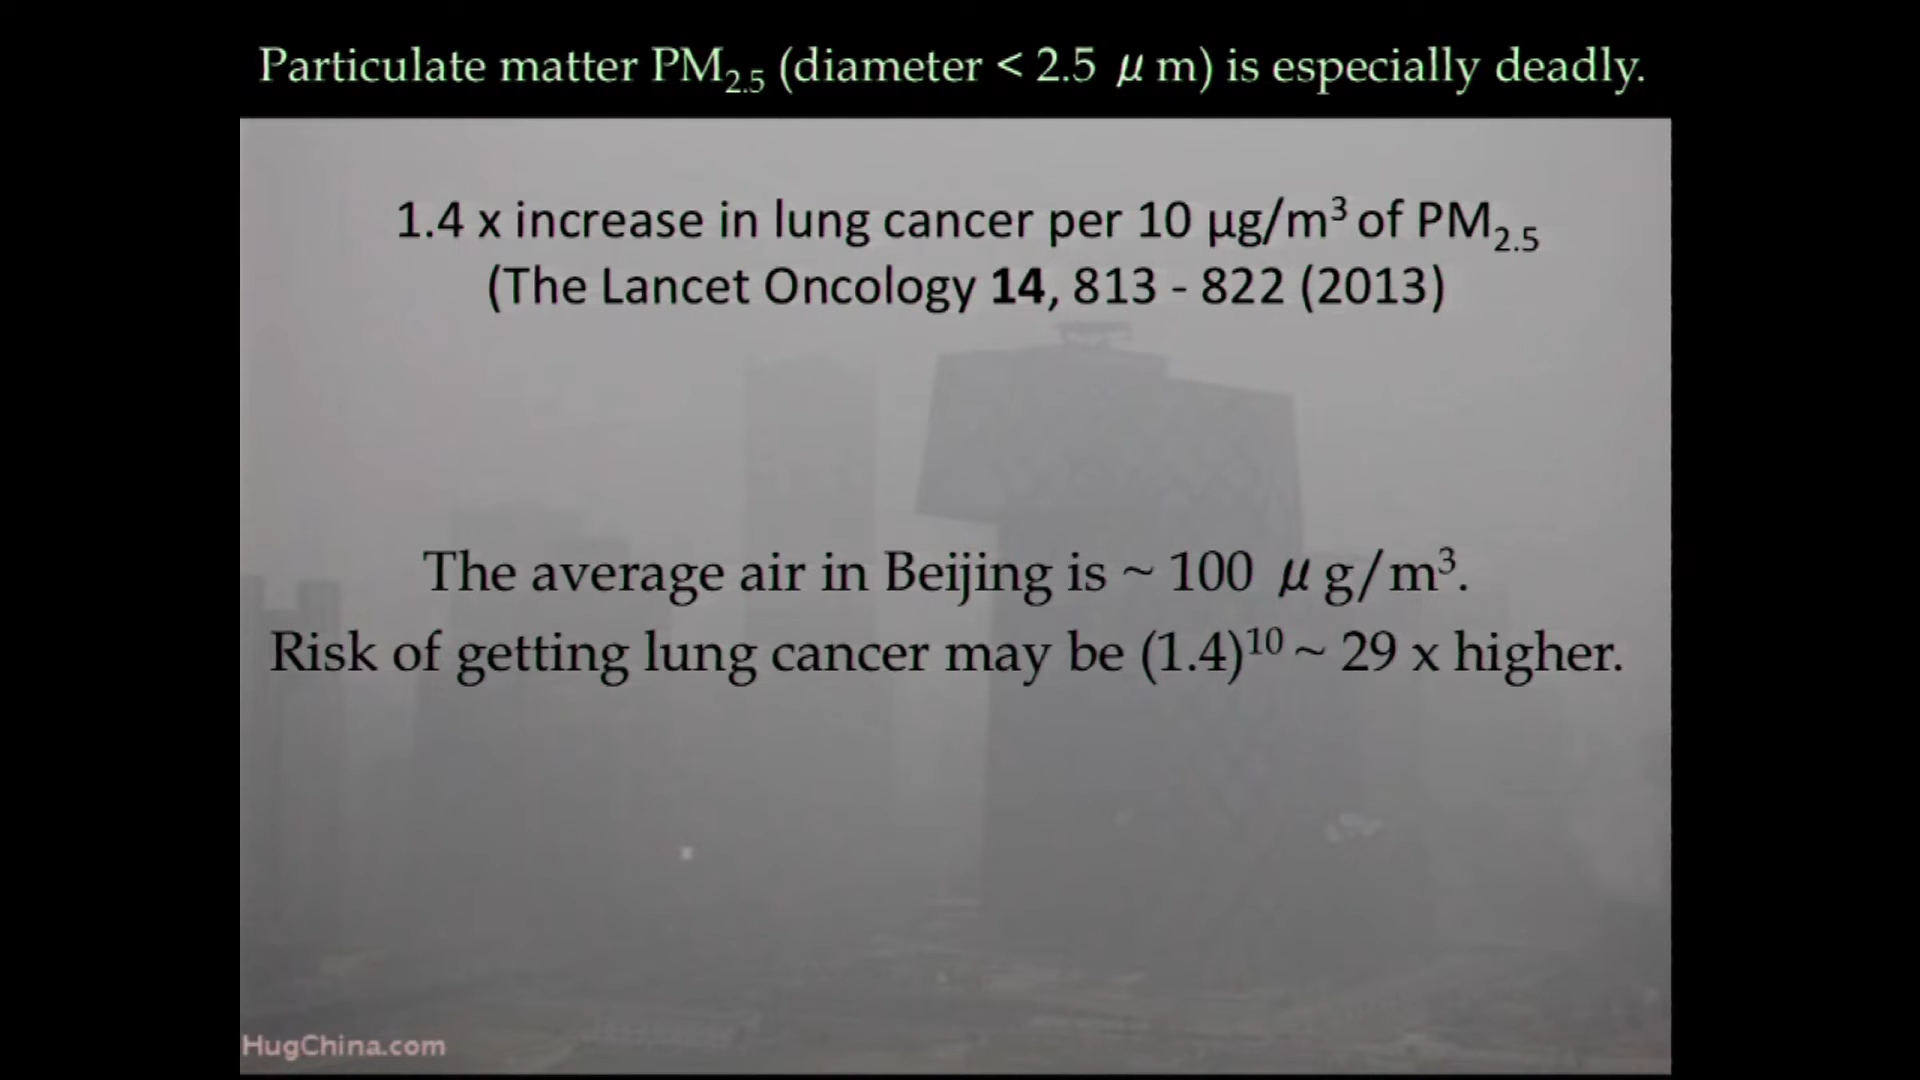 Particulate matter PM2.5 (diameter < 2.5 μ m) is especially deadly.
1.4 x increase in lung cancer per 10 μg/m³ of PM2.5
(The Lancet Oncology 14, 813 - 822 (2013)
The average air in Beijing is ~ 100 μ g/m³.
Risk of getting lung cancer may be (1.4)¹⁰ ~ 29 x higher.
HugChina.com